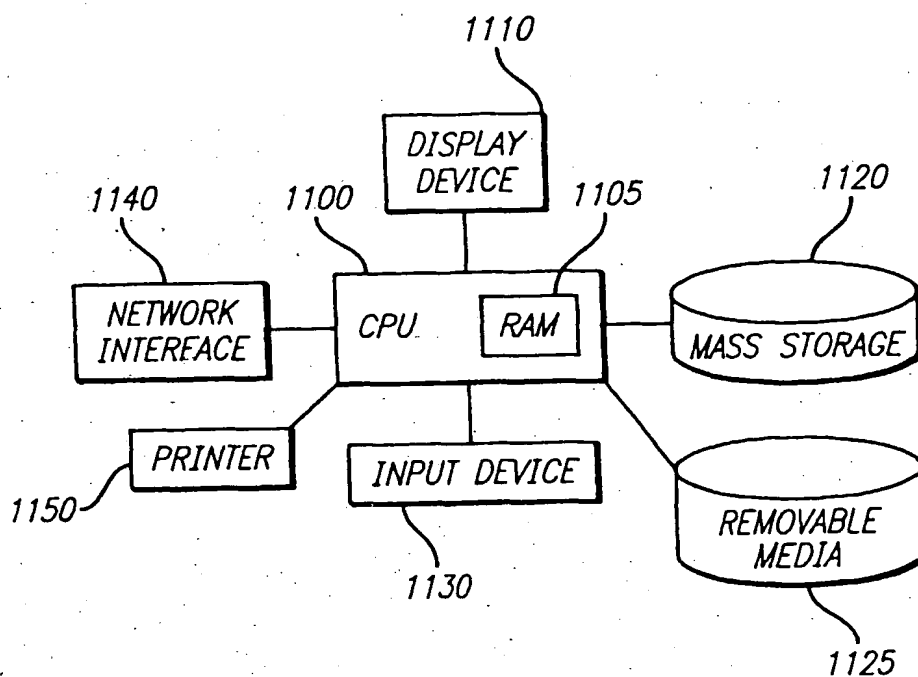 1110
DISPLAY
DEVICE
1140
1100
1105
1120
NETWORK
INTERFACE
CPU
RAM
MASS STORAGE
PRINTER
INPUT DEVICE
1150
1130
REMOVABLE
MEDIA
1125